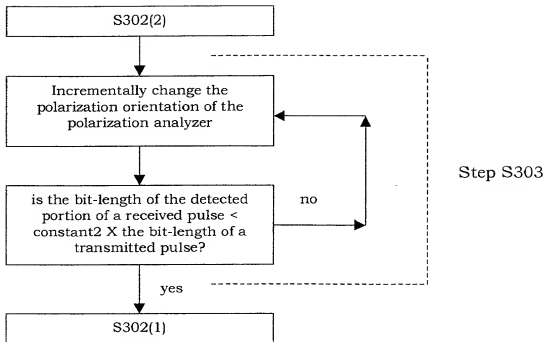 S302(2)
Incrementally change the
polarization orientation of the
polarization analyzer
Step S303
is the bit-length of the detected
portion of a received pulse <
constant2 X the bit-length of a
transmitted pulse?
no
yes
S302(1)